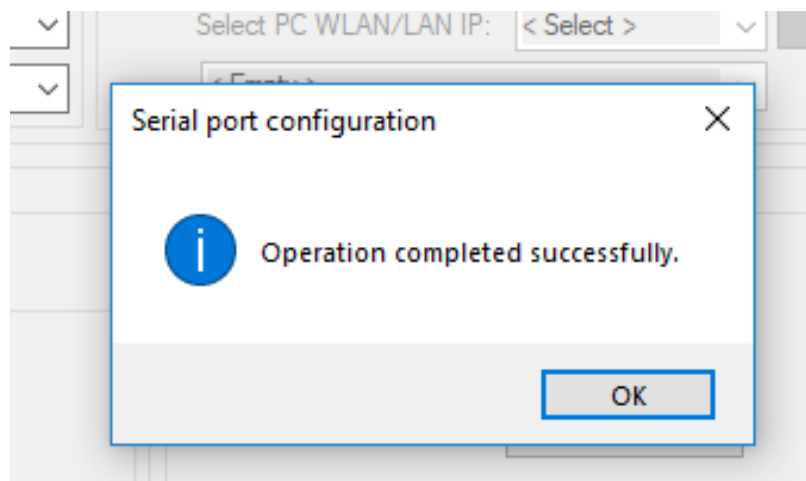 Select PC WLAN/LAN IP: < Select >
Serial port configuration
Operation completed successfully.
OK